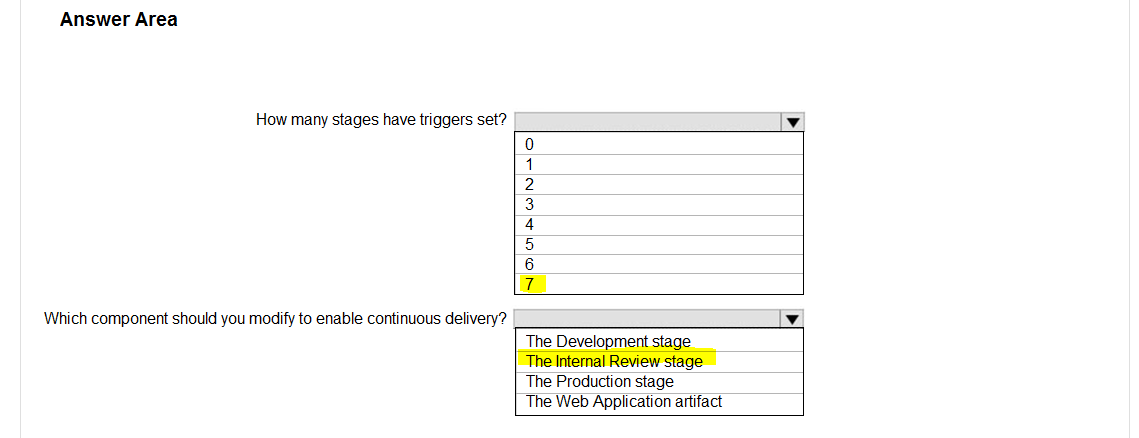 Answer Area
How many stages have triggers set?
0
1
2
3
4
5
6
7
Which component should you modify to enable continuous delivery?
The Development stage
The Internal Review stage
The Production stage
The Web Application artifact